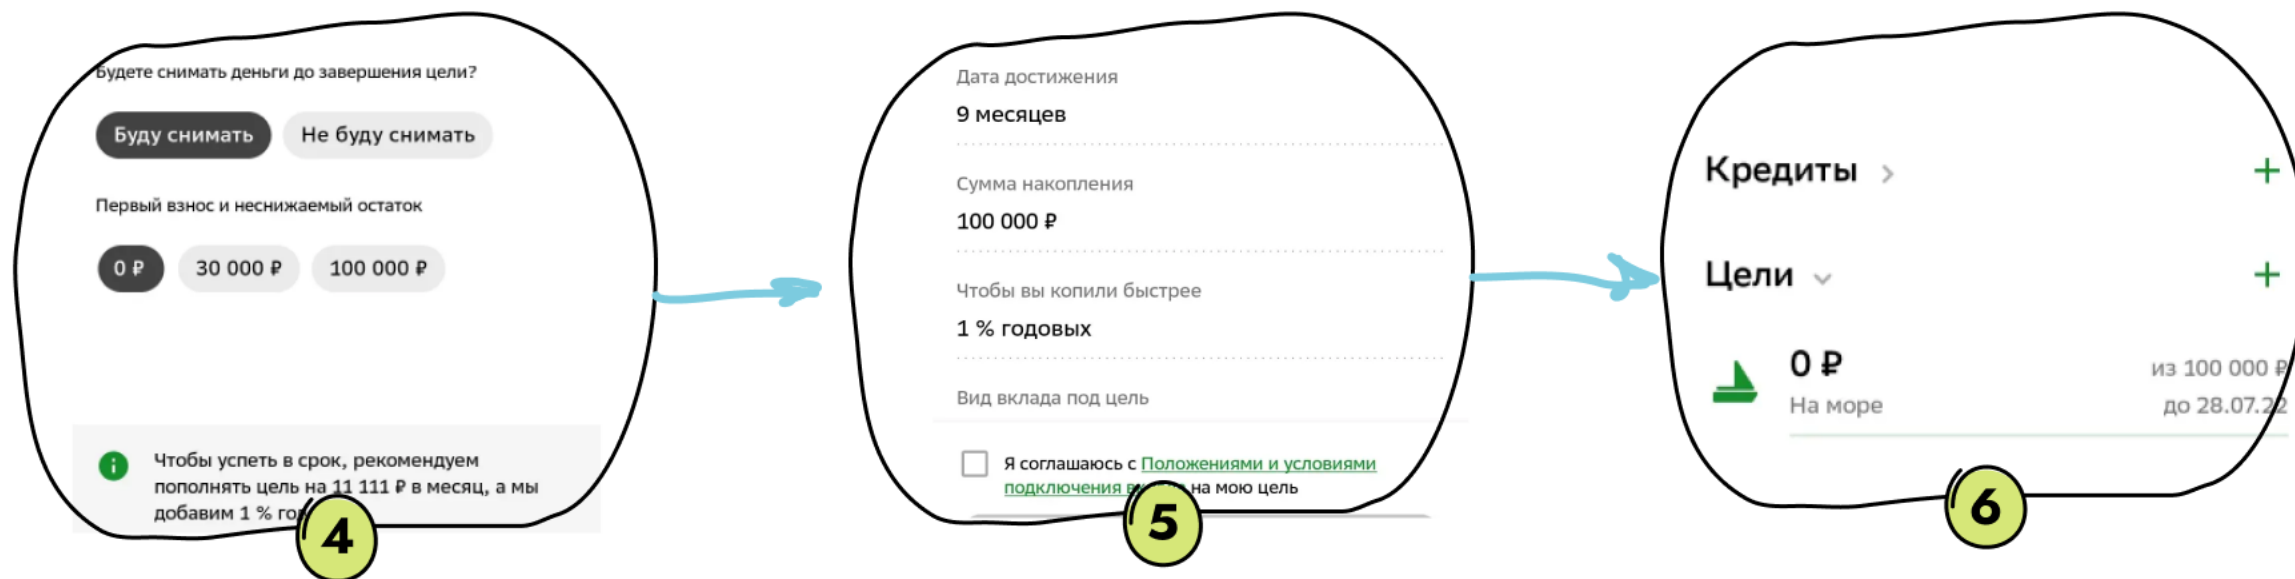 Будете снимать деньги до завершения цели?
Буду снимать Не буду снимать
Первый взнос и неснижаемый остаток
0 ₽ 30 000 ₽ 100 000 ₽
Чтобы успеть в срок, рекомендуем
пополнять цель на 11 111 ₽ в месяц, а мы
добавим 1 %
4
Дата достижения
9 месяцев
Сумма накопления
100 000 ₽
Чтобы вы копили быстрее
1 % годовых
Вид вклада под цель
Я соглашаюсь с Положениями и условиями
подключения на мою цель
5
Кредиты
Цели
0 ₽ из 100 000 ₽
На море до 28.07.22
6